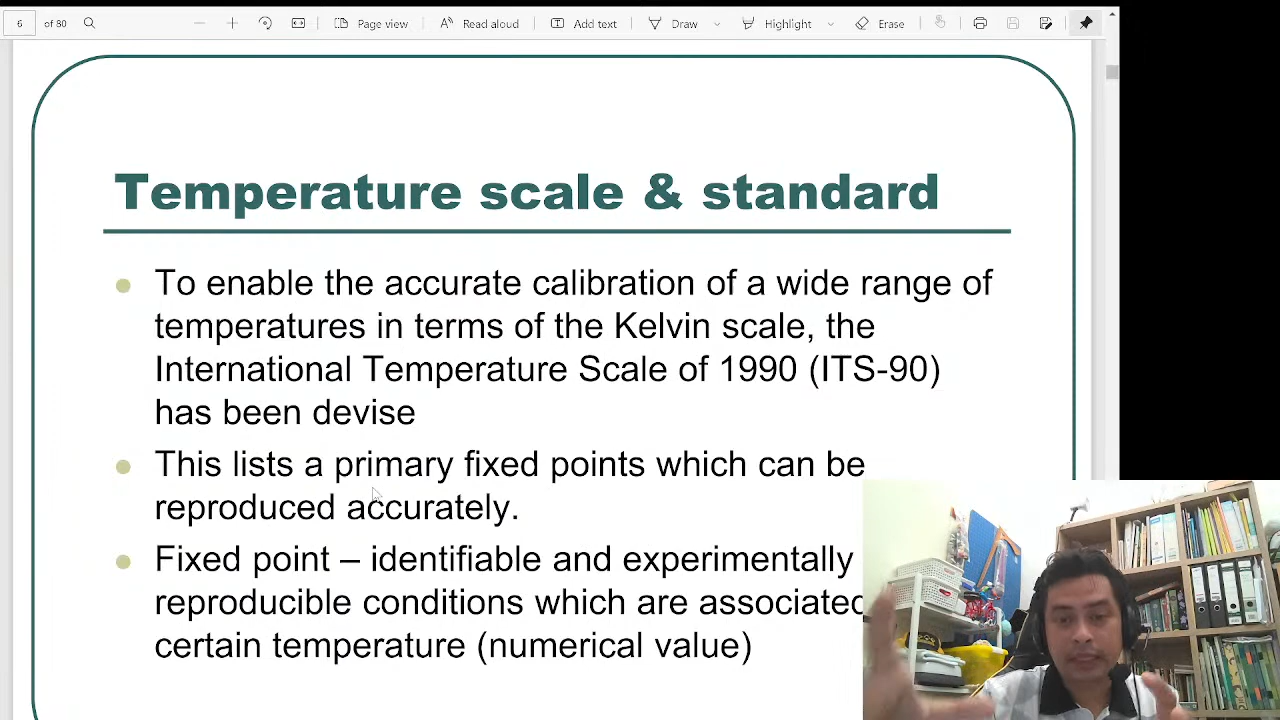 6 of 80 Page view Read aloud Add text Draw Highlight Erase
Temperature scale & standard
To enable the accurate calibration of a wide range of
temperatures in terms of the Kelvin scale, the
International Temperature Scale of 1990 (ITS-90)
has been devise
This lists a primary fixed points which can be
reproduced accurately.
Fixed point – identifiable and experimentally
reproducible conditions which are associated
certain temperature (numerical value)